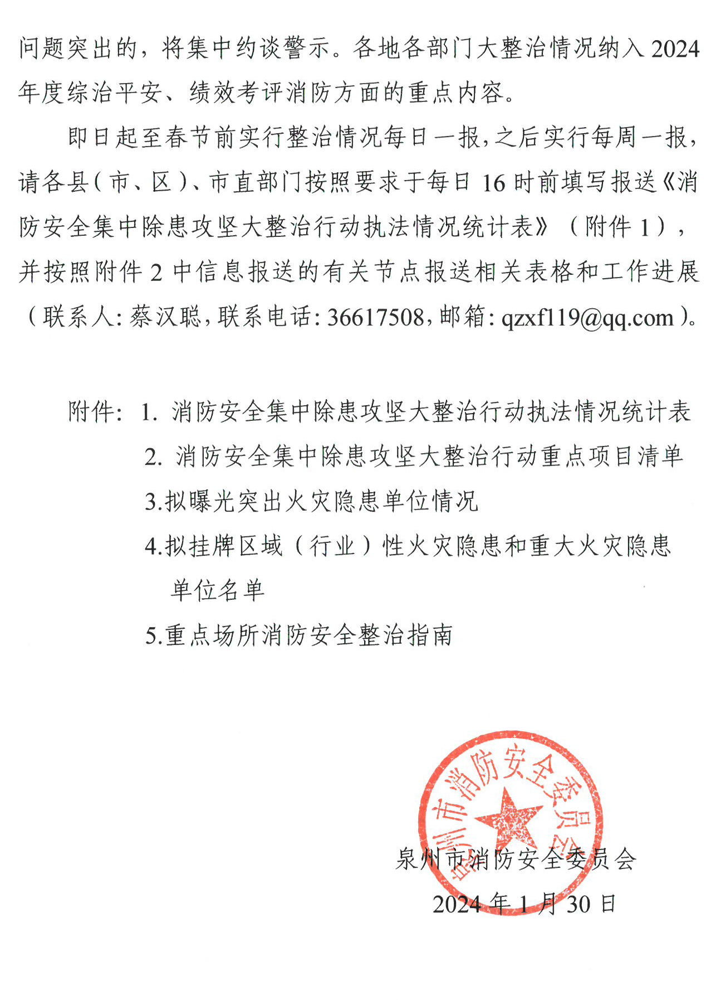 问题突出的，将集中约谈警示。各地各部门大整治情况纳入 2024
年度综治平安、绩效考评消防方面的重点内容。
即日起至春节前实行整治情况每日一报，之后实行每周一报，
请各县（市、区）、市直部门按照要求于每日 16 时前填写报送《消
防安全集中除患攻坚大整治行动执法情况统计表》（附件 1），
并按照附件 2 中信息报送的有关节点报送相关表格和工作进展
（联系人：蔡汉聪，联系电话：36617508，邮箱：qzxf119@qq.com）。
附件： 1. 消防安全集中除患攻坚大整治行动执法情况统计表
2. 消防安全集中除患攻坚大整治行动重点项目清单
3.拟曝光突出火灾隐患单位情况
4.拟挂牌区域（行业）性火灾隐患和重大火灾隐患
单位名单
5.重点场所消防安全整治指南
泉州市消防安全委员会
泉州市消防安全委员会
2024 年 1 月 30 日